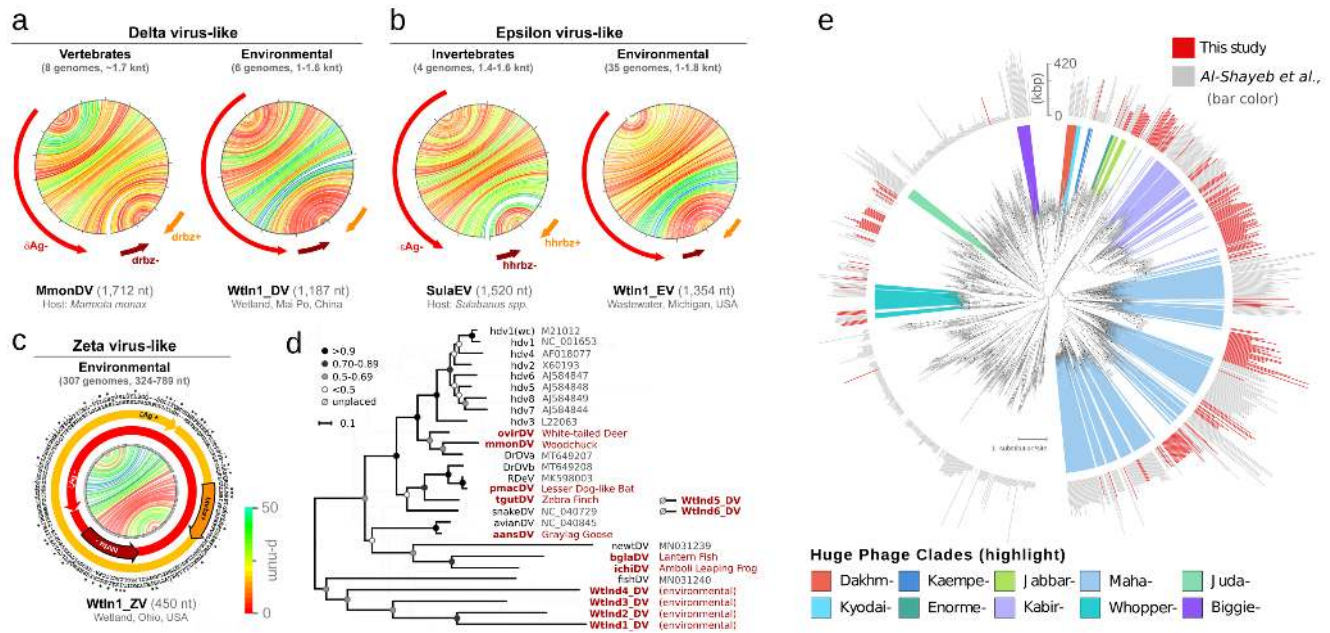 a
Delta virus-like
Vertebrates
(8 genomes, ~1.7 knt)
Environmental
(6 genomes, 1-1.6 knt)
δAg-
drbz-
drbz+
MmonDV (1,712 nt)
Host: Marmota monax
WtIn1_DV (1,187 nt)
Wetland, Mai Po, China
b
Epsilon virus-like
Invertebrates
(4 genomes, 1.4-1.6 knt)
Environmental
(35 genomes, 1-1.8 knt)
εAg-
hhrbz-
hhrbz+
SulaEV (1,520 nt)
Host: Sulabanus spp.
WtIn1_EV (1,354 nt)
Wastewater, Michigan, USA
c
Zeta virus-like
Environmental
(307 genomes, 324-789 nt)
ζAg +
WtIn1_ZV (450 nt)
Wetland, Ohio, USA
50
mun-p
0
d
>0.9
0.70-0.89
0.5-0.69
<0.5
unplaced
0.1
hdv1(wc) M21012
hdv1 NC_001653
hdv4 AF018077
hdv2 X60193
hdv6 AJ584847
hdv5 AJ584848
hdv8 AJ584849
hdv7 AJ584844
hdv3 L22063
ovirDV White-tailed Deer
mmonDV Woodchuck
DrDVa MT649207
DrDVb MT649208
RDeV MK598003
pmacDV Lesser Dog-like Bat
tgutDV Zebra Finch
snakeDV NC_040729
avianDV NC_040845
aansDV Graylag Goose
newtDV MN031239
bglaDV Lantern Fish
ichiDV Amboli Leaping Frog
fishDV MN031240
WtInd4_DV (environmental)
WtInd3_DV (environmental)
WtInd2_DV (environmental)
WtInd1_DV (environmental)
WtInd5_DV
WtInd6_DV
e
420
(kbp)
0
This study
Al-Shayeb et al.,
(bar color)
Huge Phage Clades (highlight)
Dakhm- Kaempe- Jabbar- Maha- Juda-
Kyodai- Enorme- Kabir- Whopper- Biggie-